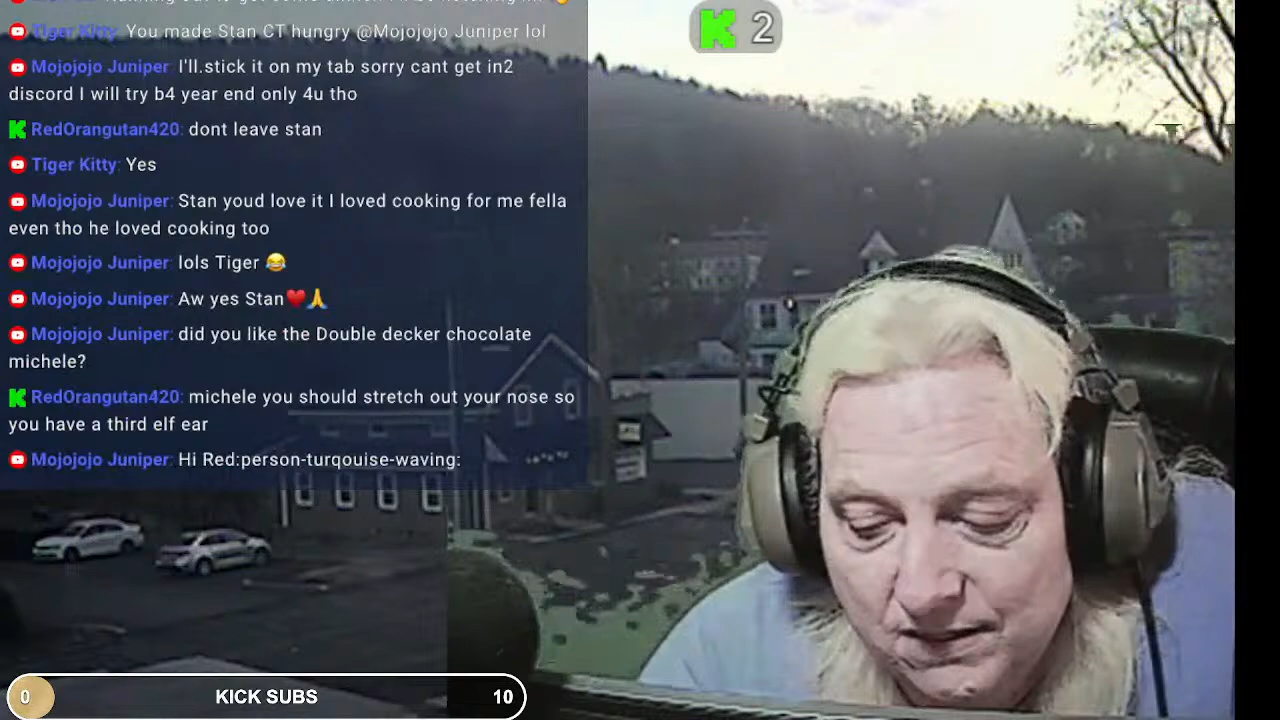 Tiger Kitty: You made Stan CT hungry @Mojojojo Juniper lol
Mojojojo Juniper: I'll.stick it on my tab sorry cant get in2
discord I will try b4 year end only 4u tho
RedOrangutan420: dont leave stan
Tiger Kitty: Yes
Mojojojo Juniper: Stan youd love it I loved cooking for me fella
even tho he loved cooking too
Mojojojo Juniper: lols Tiger 😂
Mojojojo Juniper: Aw yes Stan❤️🙏
Mojojojo Juniper: did you like the Double decker chocolate
michele?
RedOrangutan420: michele you should stretch out your nose so
you have a third elf ear
Mojojojo Juniper: Hi Red:person-turqouise-waving:
K 2
0 KICK SUBS 10